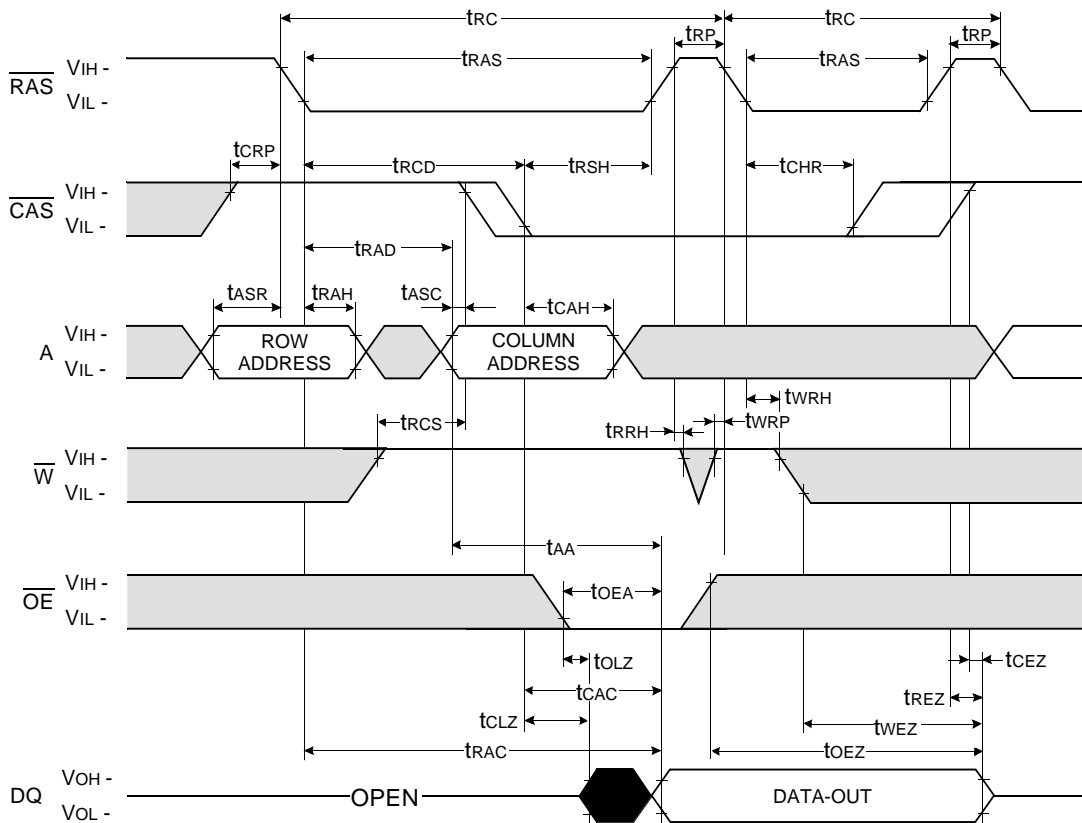 tRC tRC
tRP tRP
tRAS tRAS
RAS VIH -
VIL -
tCRP tRCD tRSH tCHR
CAS VIH -
VIL -
tRAD
tASR tRAH tASC tCAH
A VIH -
VIL -
ROW ADDRESS
COLUMN ADDRESS
tWRH
tRCS tRRH tWRP
W VIH -
VIL -
tAA
OE VIH -
VIL -
tOEA
tOLZ tCEZ
tCAC tREZ
tCLZ tWEZ
tRAC tOEZ
DQ VOH -
VOL -
OPEN DATA-OUT